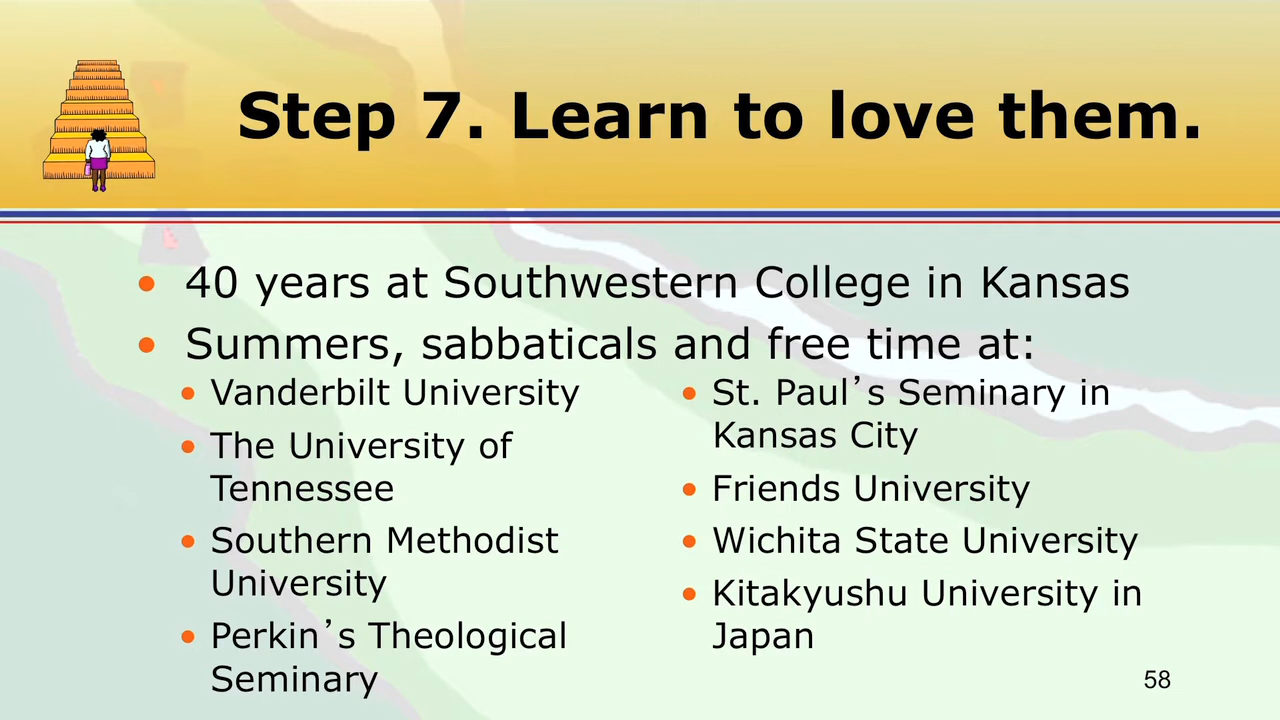 Step 7. Learn to love them.
• 40 years at Southwestern College in Kansas
• Summers, sabbaticals and free time at:
• Vanderbilt University
• The University of
Tennessee
• Southern Methodist
University
• Perkin’s Theological
Seminary
• St. Paul’s Seminary in
Kansas City
• Friends University
• Wichita State University
• Kitakyushu University in
Japan
58